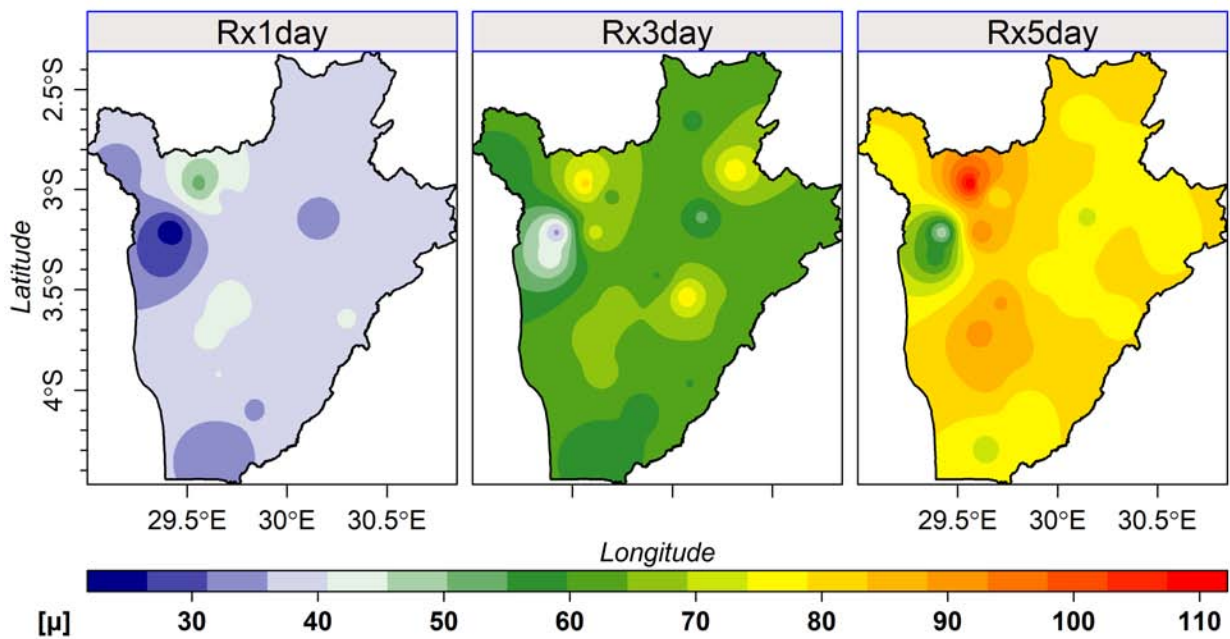 Rx1day Rx3day Rx5day
Latitude
2.5°S
3°S
3.5°S
4°S
29.5°E 30°E 30.5°E 29.5°E 30°E 30.5°E
Longitude
[μ] 30 40 50 60 70 80 90 100 110